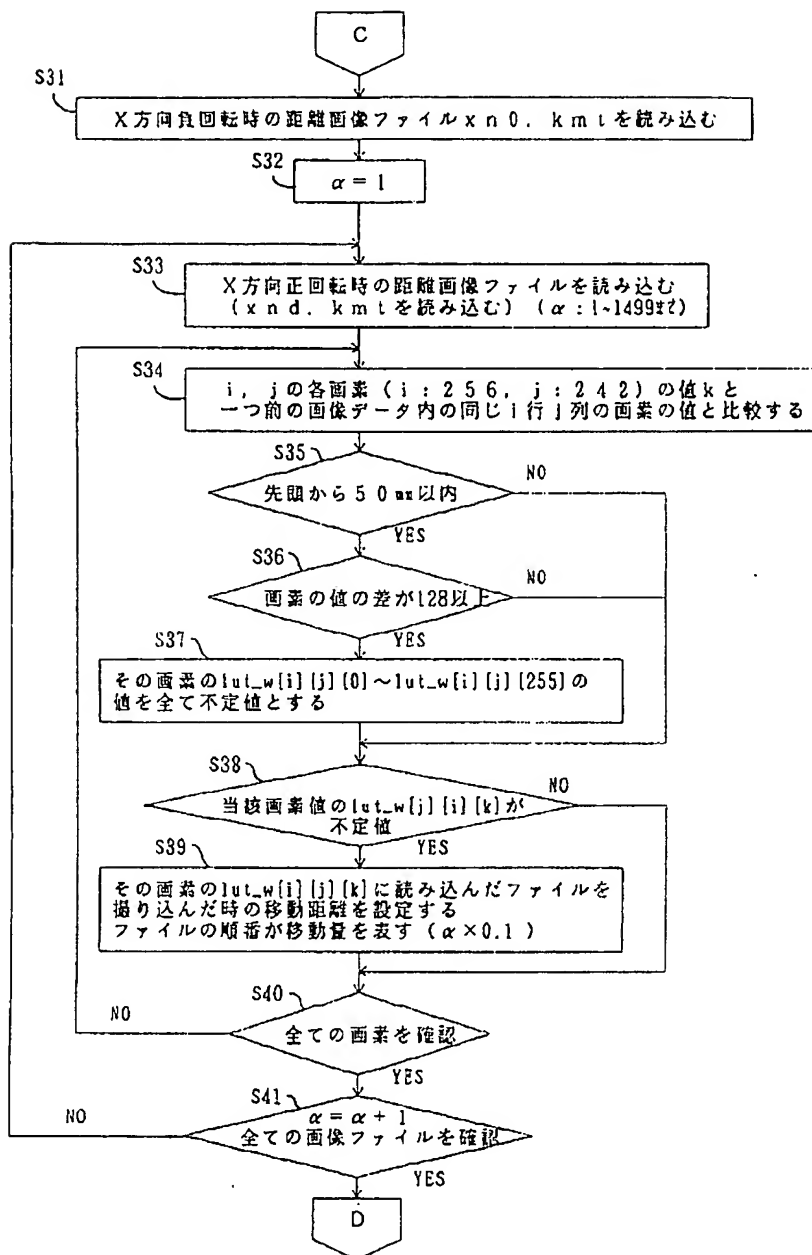 C
S31
X方向負回転時の距離画像ファイルxn0.kmtを読み込む
S32
α=1
S33
X方向正回転時の距離画像ファイルを読み込む
(xnd.kmtを読み込む)(α:1~1499まで)
S34
i,jの各画素(i:256,j:242)の値kと
一つ前の画像データ内の同じi行j列の画素の値と比較する
S35
先頭から50mm以内
NO
YES
S36
画素の値の差が128以上
NO
YES
S37
その画素のlut_w[i][j][0]~lut_w[i][j][255]の
値を全て不定値とする
S38
当該画素値のlut_w[j][i][k]が
不定値
NO
YES
S39
その画素のlut_w[i][j][k]に読み込んだファイルを
撮り込んだ時の移動距離を設定する
ファイルの順番が移動量を表す(α×0.1)
S40
全ての画素を確認
NO
YES
S41
α=α+1
全ての画像ファイルを確認
NO
YES
D